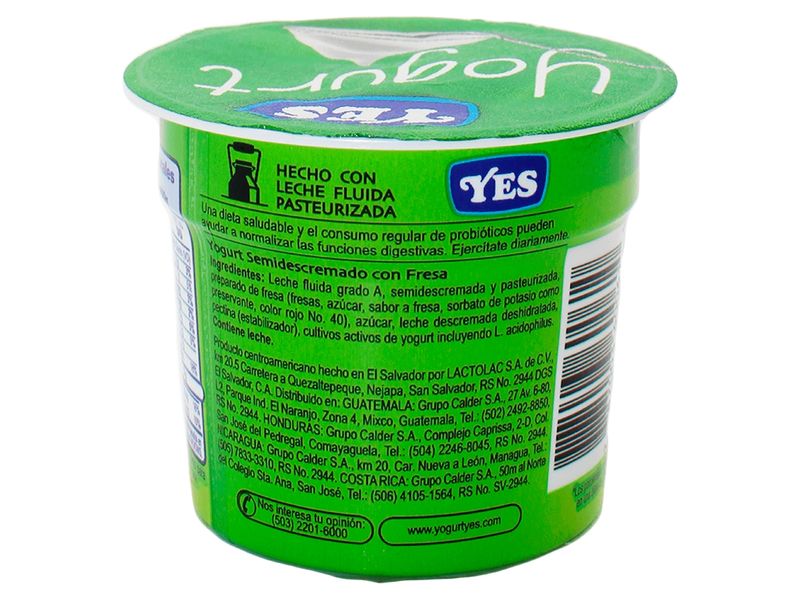 yogurt
YES
HECHO CON
LECHE FLUIDA
PASTEURIZADA
YES
Una dieta saludable y el consumo regular de probióticos pueden
ayudar a normalizar las funciones digestivas. Ejercítate diariamente.
Yogurt Semidescremado con Fresa
Ingredientes: Leche fluida grado A, semidescremada y pasteurizada,
preparado de fresa (fresas, azúcar, sabor a fresa, sorbato de potasio como
preservante, color rojo No. 40), azúcar, leche descremada deshidratada,
pectina (estabilizador), cultivos activos de yogurt incluyendo L. acidophilus.
Contiene leche.
Producto centroamericano hecho en El Salvador por LACTOLAC S.A. de C.V.,
km 20.5 Carretera a Quezaltepeque, Nejapa, San Salvador, RS No. 2944 DGS
El Salvador, C.A. Distribuido en: GUATEMALA: Grupo Calder S.A., 27 Av. 6-80,
L2, Parque Ind. El Naranjo, Zona 4, Mixco, Guatemala, Tel.: (502) 2492-8850,
RS No. 2944. HONDURAS: Grupo Calder S.A., Complejo Caprissa, 2-D, Col.
San José del Pedregal, Comayaguela, Tel.: (504) 2246-8045, RS No. 2944.
NICARAGUA: Grupo Calder S.A., km 20, Car. Nueva a León, Managua, Tel.:
(505) 7833-3310, RS No. 2944. COSTA RICA: Grupo Calder S.A., 50m al Norte
del Colegio Sta. Ana, San José, Tel.: (506) 4105-1564, RS No. SV-2944.
Nos interesa tu opinión:
(503) 2201-6000
www.yogurtyes.com